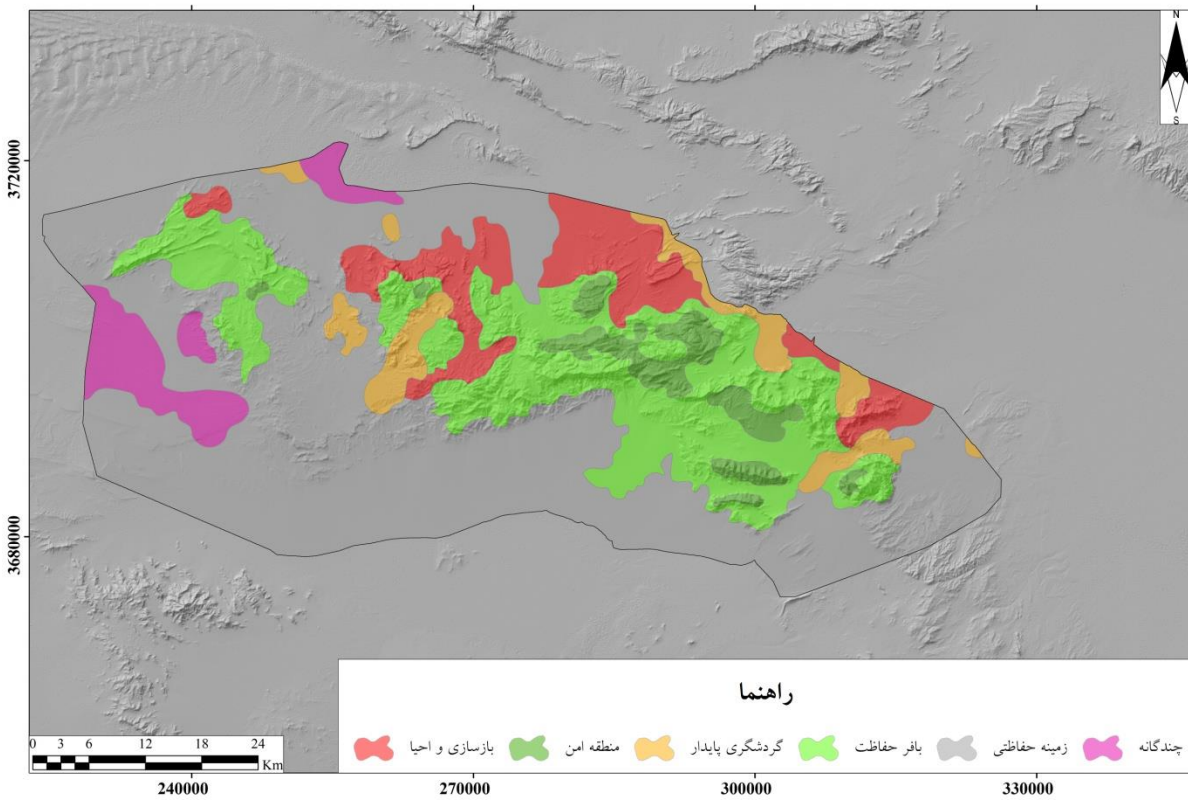 N
S
3720000
3680000
راهنما
چندگانه
زمینه حفاظتی
بافر حفاظت
گردشگری پایدار
منطقه امن
بازسازی و احیا
0 3 6 12 18 24
Km
240000 270000 300000 330000